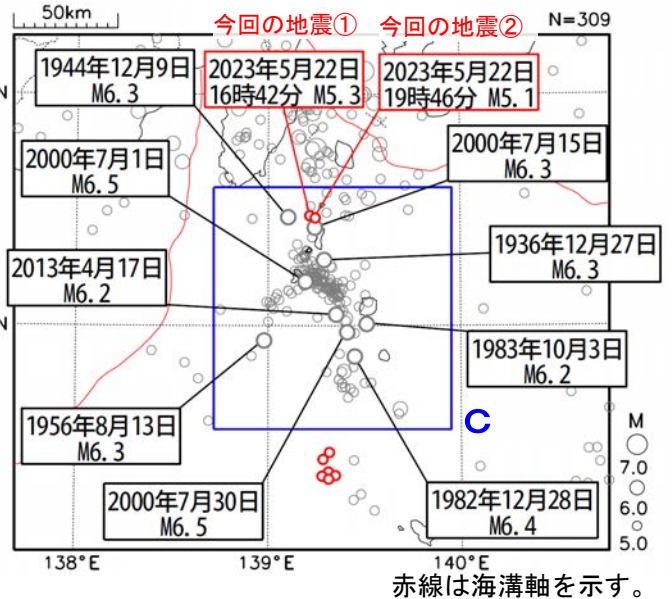 50km
今回の地震① 今回の地震②
N=309
1944年12月9日
M6.3
2023年5月22日
16時42分 M5.3
2023年5月22日
19時46分 M5.1
2000年7月1日
M6.5
2000年7月15日
M6.3
2013年4月17日
M6.2
1936年12月27日
M6.3
1983年10月3日
M6.2
1956年8月13日
M6.3
2000年7月30日
M6.5
1982年12月28日
M6.4
C
N
N
M
7.0
6.0
5.0
138°E
139°E
140°E
赤線は海溝軸を示す。